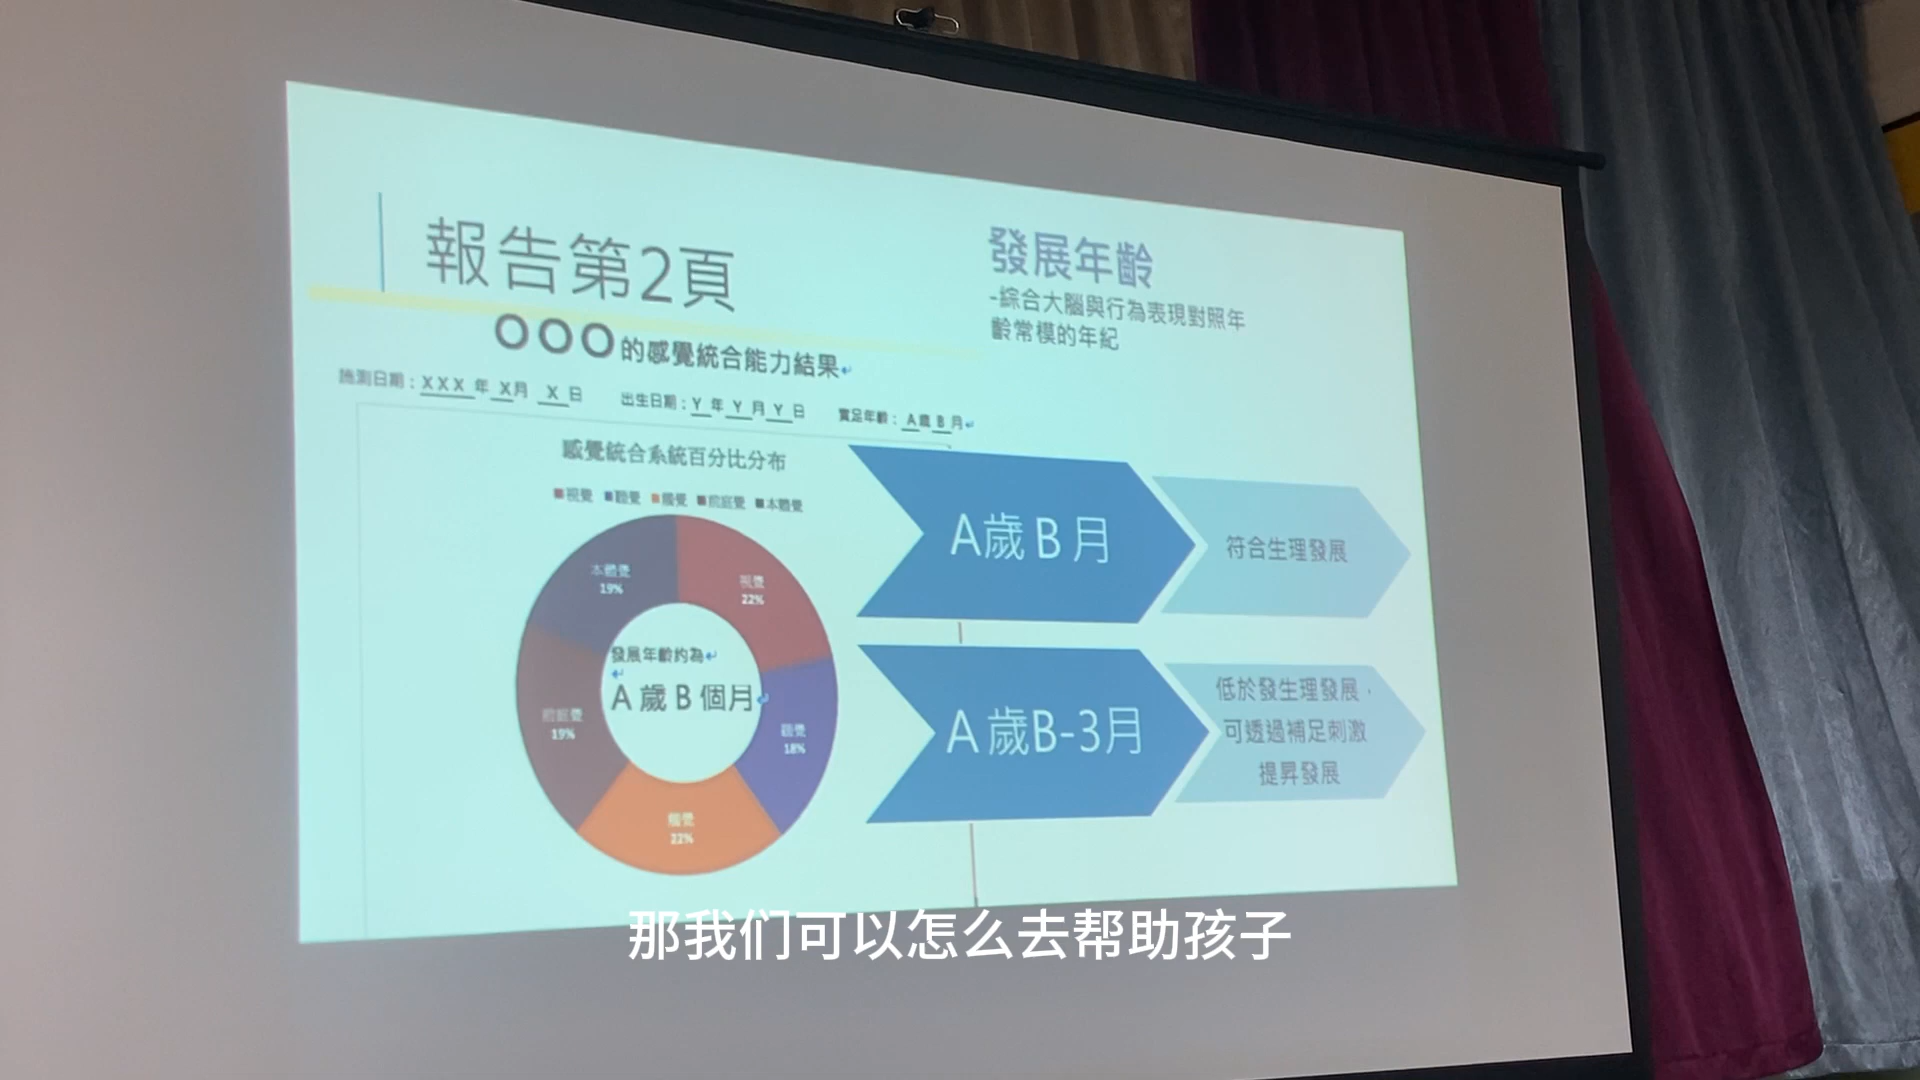 報告第2頁
發展年齡
-綜合大腦與行為表現對照年
齡常模的年紀
OOO的感覺統合能力結果
施測日期：XXX年 X月 X日 出生日期：Y 年 Y 月 Y 日 實足年齡： A歲 B 月
感覺統合系統百分比分布
視覺 聽覺 觸覺 前庭覺 本體覺
本體覺
19%
視覺
22%
發展年齡約為
A 歲 B 個月
前庭覺
19%
聽覺
18%
觸覺
22%
A歲 B 月
符合生理發展
A 歲B-3月
低於發生理發展，
可透過補足刺激
提昇發展
那我们可以怎么去帮助孩子